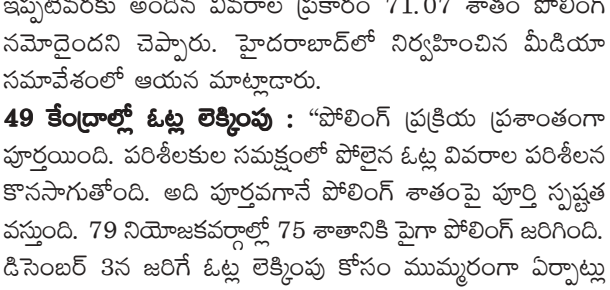 ఇప్పటివరకు అందిన వివరాల ప్రకారం 71.07 శాతం పోలింగ్
నమోదైందని చెప్పారు. హైదరాబాద్‌లో నిర్వహించిన మీడియా
సమావేశంలో ఆయన మాట్లాడారు.
49 కేంద్రాల్లో ఓట్ల లెక్కింపు : “పోలింగ్ ప్రక్రియ ప్రశాంతంగా
పూర్తయింది. పరిశీలకుల సమక్షంలో పోలైన ఓట్ల వివరాల పరిశీలన
కొనసాగుతోంది. అది పూర్తవగానే పోలింగ్ శాతంపై పూర్తి స్పష్టత
వస్తుంది. 79 నియోజకవర్గాల్లో 75 శాతానికి పైగా పోలింగ్ జరిగింది.
డిసెంబర్ 3న జరిగే ఓట్ల లెక్కింపు కోసం ముమ్మరంగా ఏర్పాట్లు